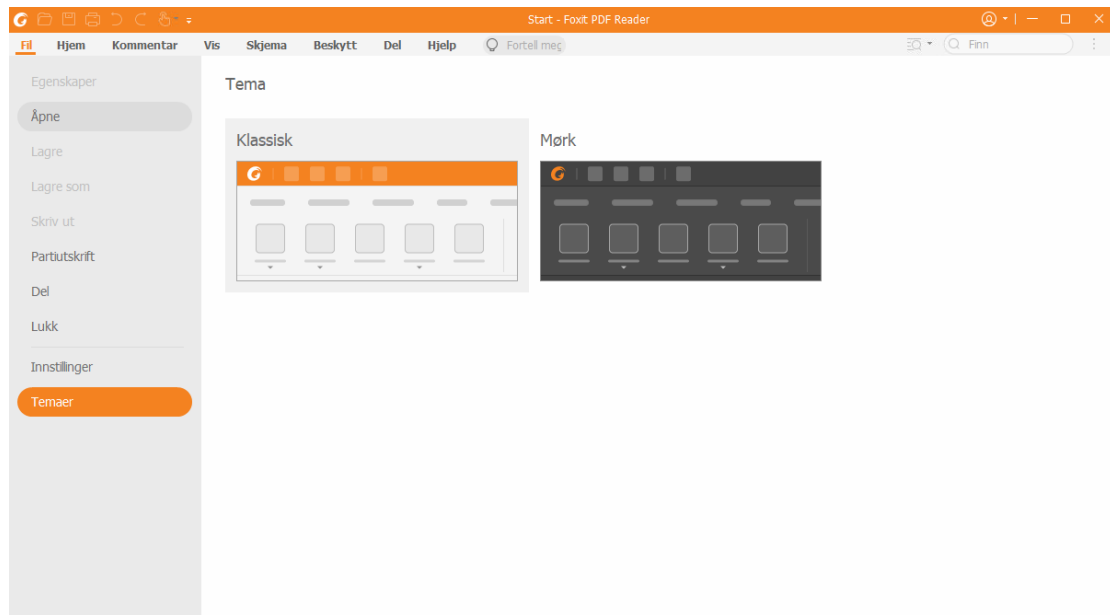 Start - Foxit PDF Reader
Fil Hjem Kommentar Vis Skjema Beskytt Del Hjelp Fortell meg Finn
Egenskaper
Åpne
Lagre
Lagre som
Skriv ut
Partiutskrift
Del
Lukk
Innstillinger
Temaer
Tema
Klassisk
Mørk